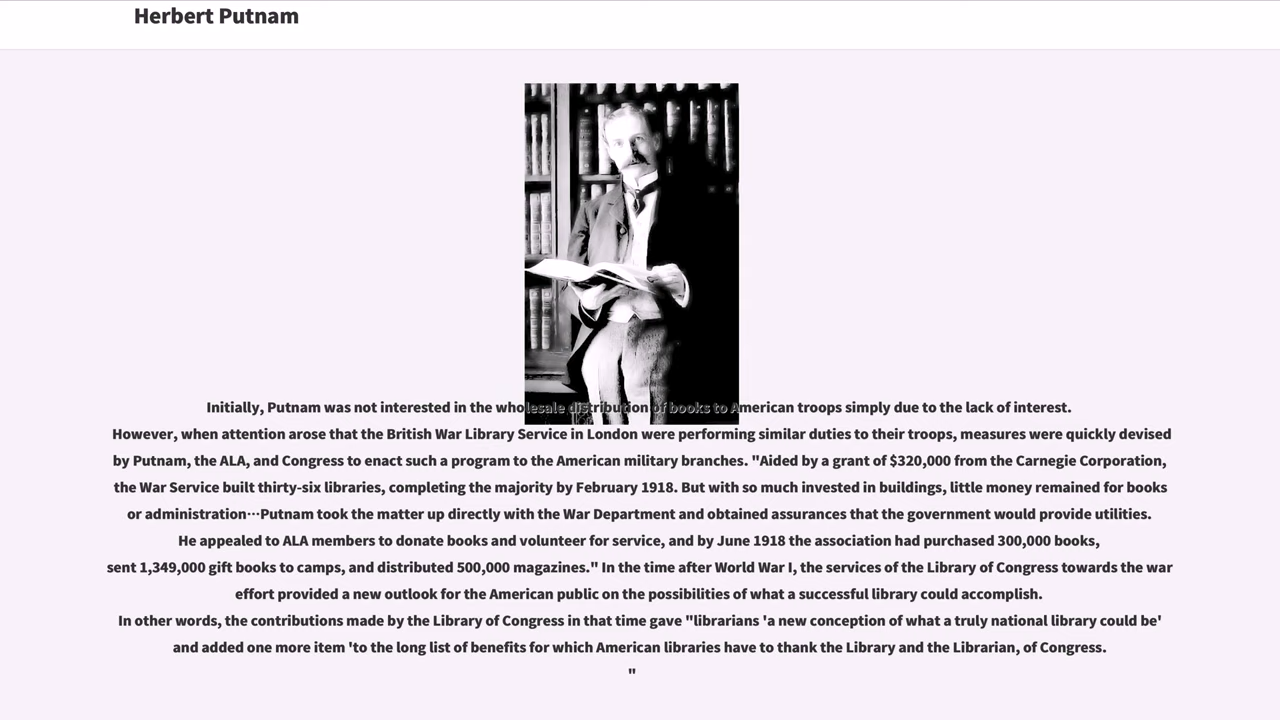 Herbert Putnam
Initially, Putnam was not interested in the wholesale distribution of books to American troops simply due to the lack of interest.
However, when attention arose that the British War Library Service in London were performing similar duties to their troops, measures were quickly devised
by Putnam, the ALA, and Congress to enact such a program to the American military branches. "Aided by a grant of $320,000 from the Carnegie Corporation,
the War Service built thirty-six libraries, completing the majority by February 1918. But with so much invested in buildings, little money remained for books
or administration···Putnam took the matter up directly with the War Department and obtained assurances that the government would provide utilities.
He appealed to ALA members to donate books and volunteer for service, and by June 1918 the association had purchased 300,000 books,
sent 1,349,000 gift books to camps, and distributed 500,000 magazines." In the time after World War I, the services of the Library of Congress towards the war
effort provided a new outlook for the American public on the possibilities of what a successful library could accomplish.
In other words, the contributions made by the Library of Congress in that time gave "librarians 'a new conception of what a truly national library could be'
and added one more item 'to the long list of benefits for which American libraries have to thank the Library and the Librarian, of Congress.
"